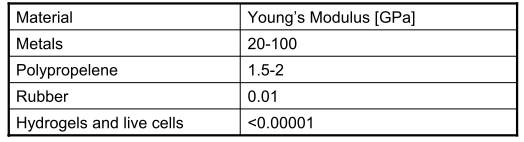 Material Young's Modulus [GPa]
Metals 20-100
Polypropelene 1.5-2
Rubber 0.01
Hydrogels and live cells <0.00001